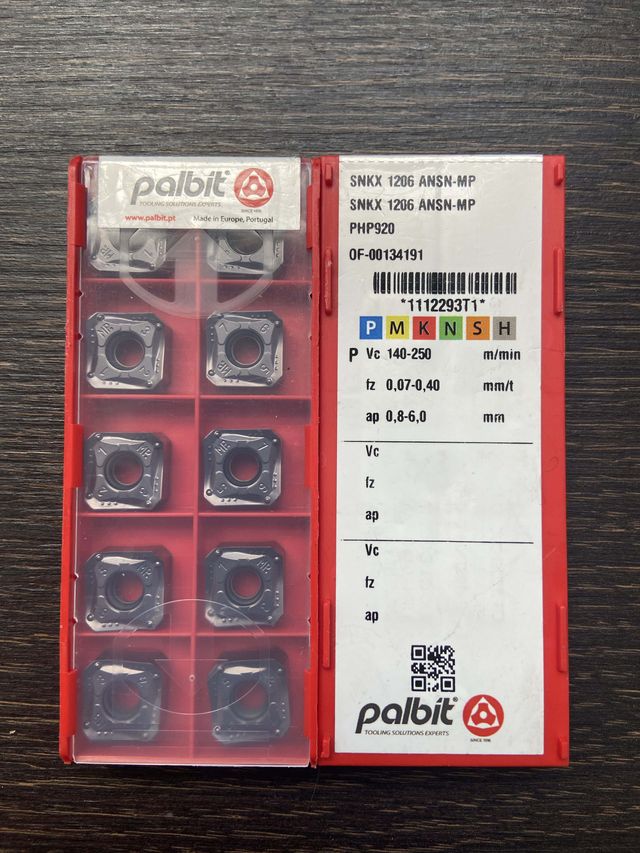 palbit®
TOOLING SOLUTIONS EXPERTS
SINCE 1916
www.palbit.pt
Made in Europe, Portugal
SNKX 1206 ANSN-MP
SNKX 1206 ANSN-MP
PHP920
OF-00134191
*1112293T1*
P M K N S H
P Vc 140-250 m/min
fz 0,07-0,40 mm/t
ap 0,8-6,0 mm
Vc
fz
ap
Vc
fz
ap
palbit®
TOOLING SOLUTIONS EXPERTS
SINCE 1916